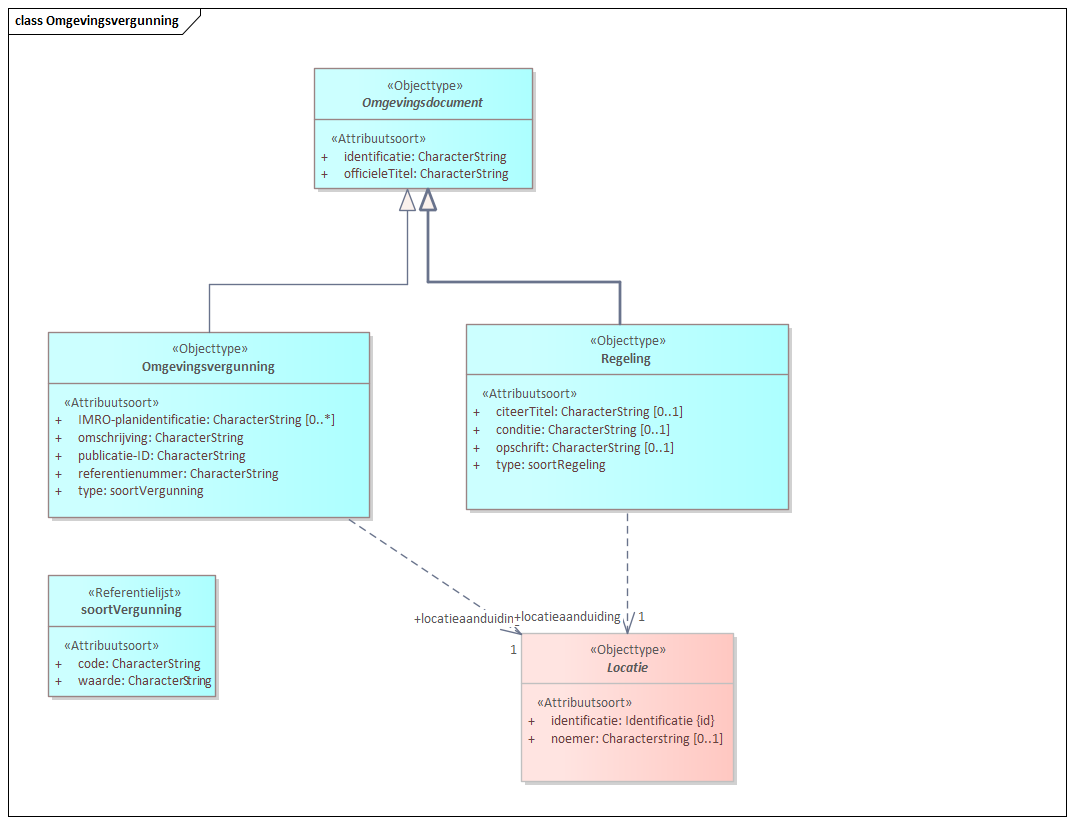 class Omgevingsvergunning
«Objecttype»
Omgevingsdocument
«Attribuutsoort»
+ identificatie: CharacterString
+ officieleTitel: CharacterString
«Objecttype»
Omgevingsvergunning
«Attribuutsoort»
+ IMRO-planidentificatie: CharacterString [0..*]
+ omschrijving: CharacterString
+ publicatie-ID: CharacterString
+ referentienummer: CharacterString
+ type: soortVergunning
«Objecttype»
Regeling
«Attribuutsoort»
+ citeerTitel: CharacterString [0..1]
+ conditie: CharacterString [0..1]
+ opschrift: CharacterString [0..1]
+ type: soortRegeling
«Referentielijst»
soortVergunning
«Attribuutsoort»
+ code: CharacterString
+ waarde: CharacterString
+locatieaanduidin
+locatieaanduiding
1
1
«Objecttype»
Locatie
«Attribuutsoort»
+ identificatie: Identificatie {id}
+ noemer: Characterstring [0..1]